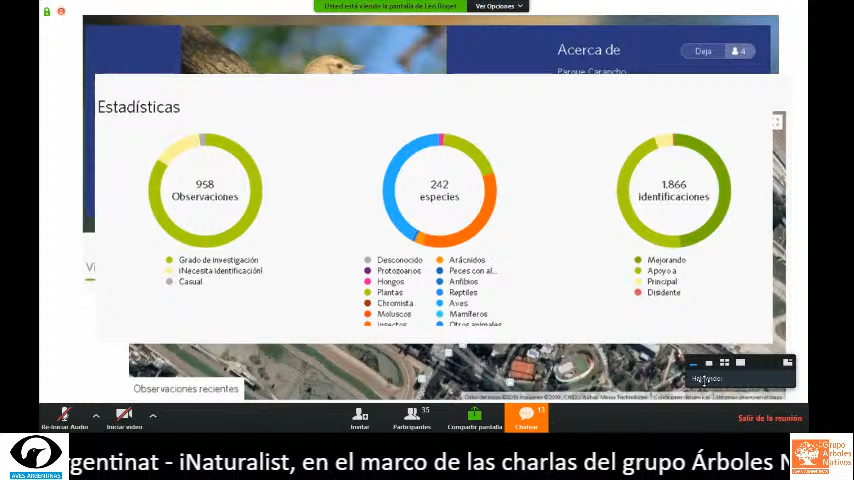 Usted está viendo la pantalla de Leo Roget
Ver Opciones
Acerca de
Deja
4
Parque Carancho
Estadísticas
958
Observaciones
242
especies
1.866
identificaciones
Grado de investigación
¡Necesita identificación!
Casual
Desconocido
Protozoarios
Hongos
Plantas
Chromista
Moluscos
Insectos
Arácnidos
Peces con al...
Anfibios
Reptiles
Aves
Mamíferos
Otros animales
Mejorando
Apoyo a
Principal
Disidente
Observaciones recientes
Re-Iniciar Audio
Iniciar video
Invitar
35
Participantes
Compartir pantalla
13
Chatear
Salir de la reunión
AVES ARGENTINAS
rgentinat - iNaturalist, en el marco de las charlas del grupo Árboles N
Grupo
Árboles
Nativos